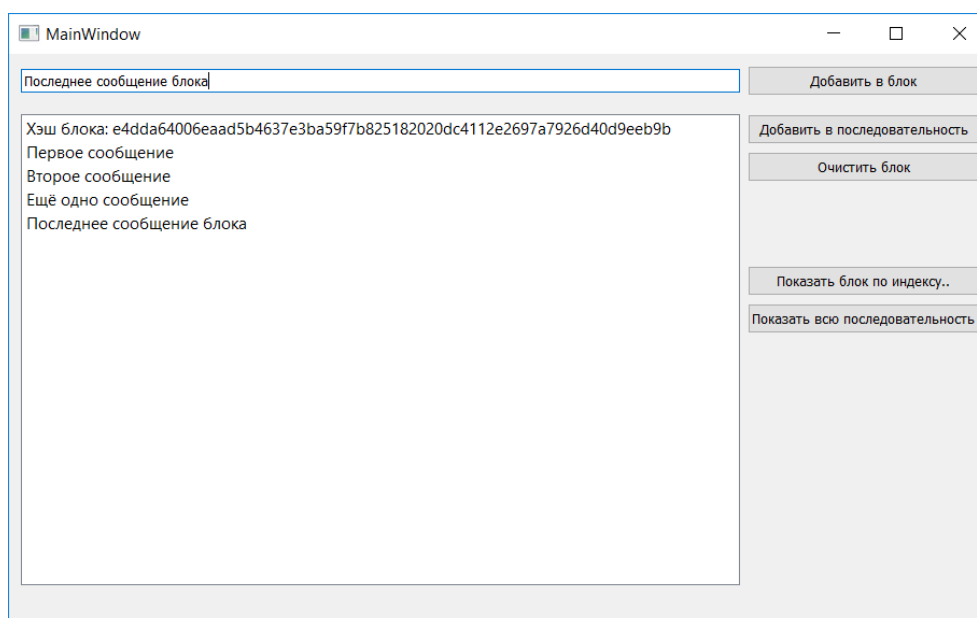 MainWindow
Последнее сообщение блока
Добавить в блок
Хэш блока: e4dda64006eaad5b4637e3ba59f7b825182020dc4112e2697a7926d40d9eeb9b
Первое сообщение
Второе сообщение
Ещё одно сообщение
Последнее сообщение блока
Добавить в последовательность
Очистить блок
Показать блок по индексу..
Показать всю последовательность